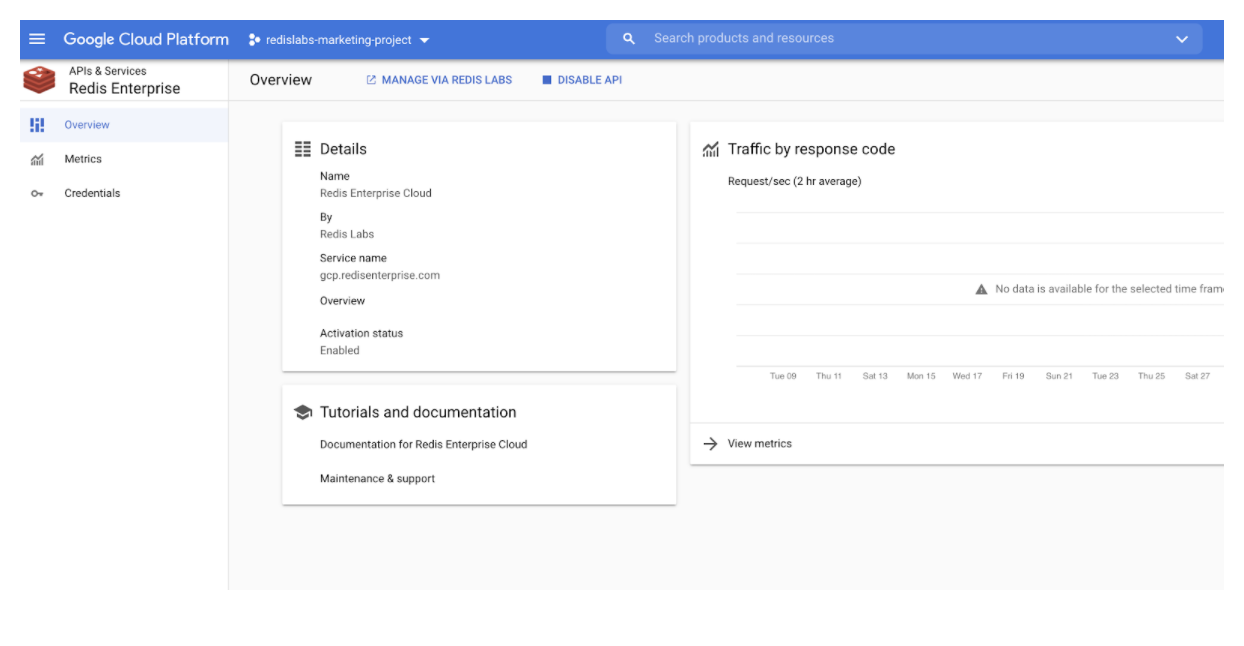 Google Cloud Platform
redislabs-marketing-project
Search products and resources
APIs & Services
Redis Enterprise
Overview
MANAGE VIA REDIS LABS
DISABLE API
Overview
Metrics
Credentials
Details
Name
Redis Enterprise Cloud
By
Redis Labs
Service name
gcp.redisenterprise.com
Overview
Activation status
Enabled
Tutorials and documentation
Documentation for Redis Enterprise Cloud
Maintenance & support
Traffic by response code
Request/sec (2 hr average)
No data is available for the selected time fram
Tue 09 Thu 11 Sat 13 Mon 15 Wed 17 Fri 19 Sun 21 Tue 23 Thu 25 Sat 27
View metrics